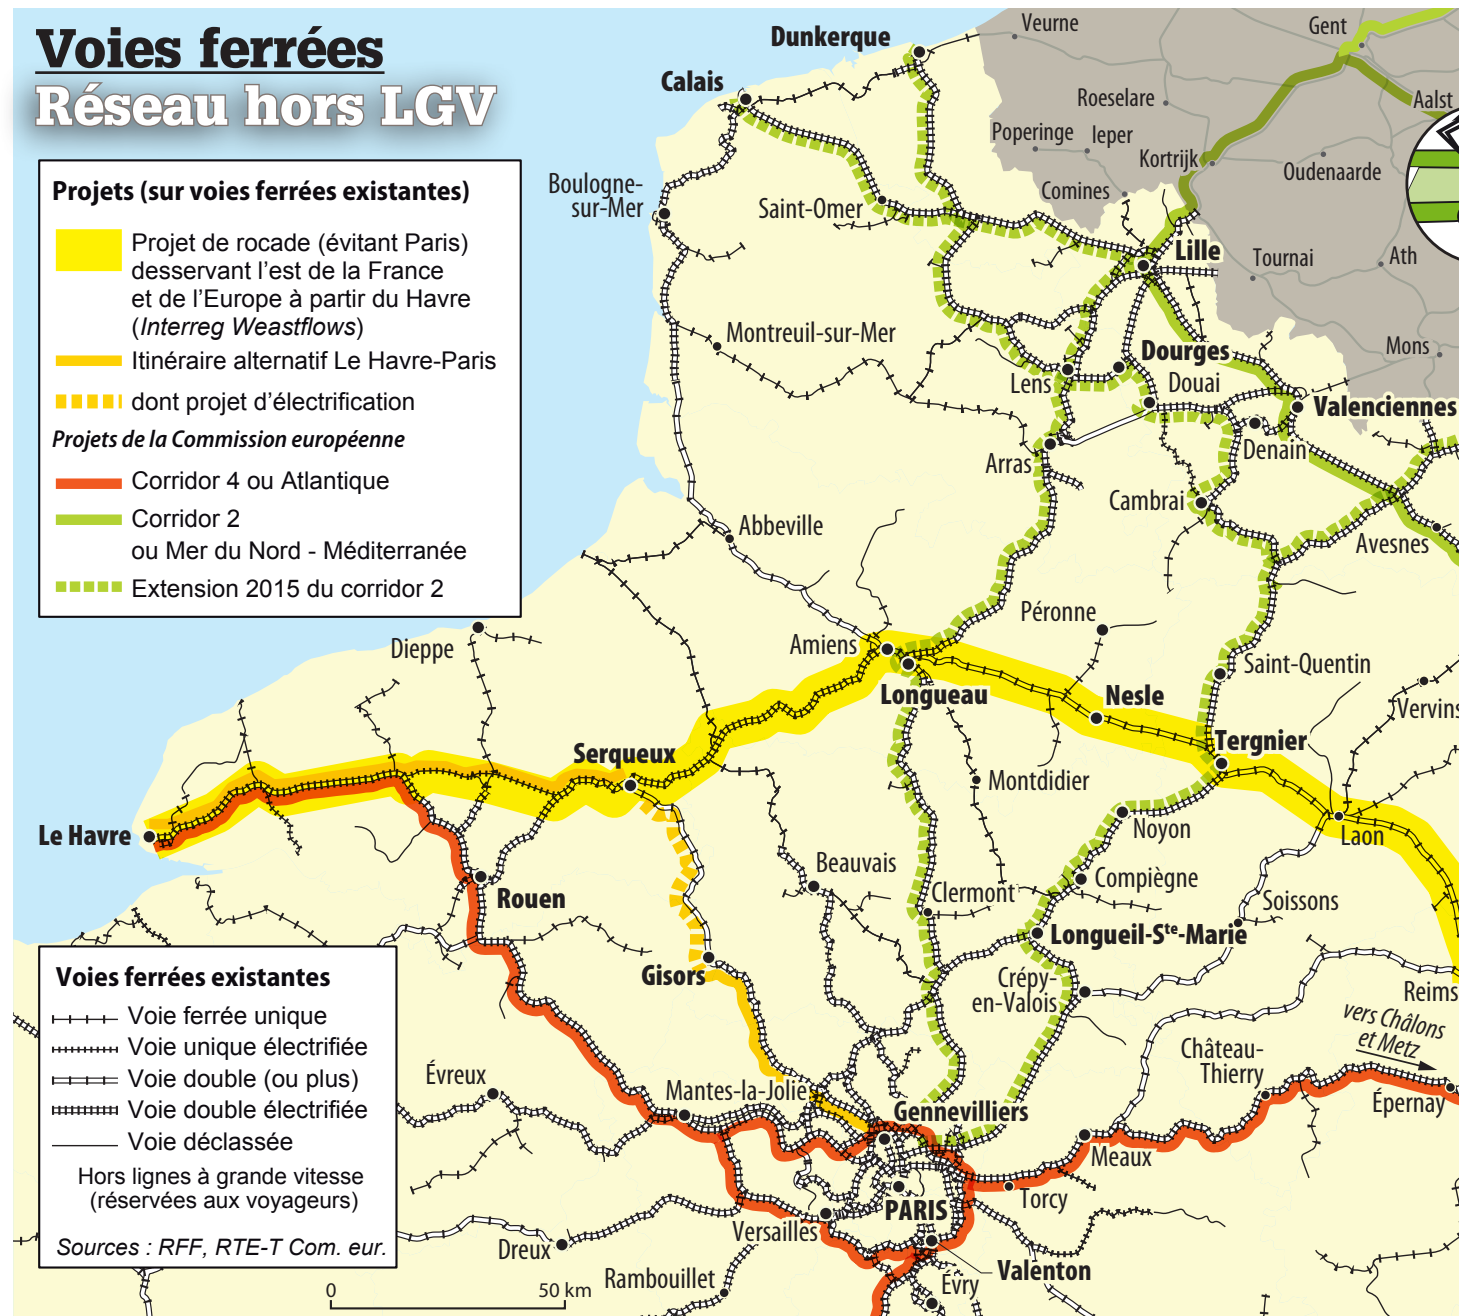 Voies ferrées
Réseau hors LGV
Projets (sur voies ferrées existantes)
Projet de rocade (évitant Paris)
desservant l'est de la France
et de l'Europe à partir du Havre
(Interreg Weastflows)
Itinéraire alternatif Le Havre-Paris
dont projet d'électrification
Projets de la Commission européenne
Corridor 4 ou Atlantique
Corridor 2
ou Mer du Nord - Méditerranée
Extension 2015 du corridor 2
Dunkerque
Veurne
Gent
Calais
Roeselare
Aalst
Poperinge
Ieper
Kortrijk
Oudenaarde
Boulogne-
sur-Mer
Saint-Omer
Comines
Lille
Tournai
Ath
Montreuil-sur-Mer
Mons
Dourges
Lens
Douai
Valenciennes
Arras
Denain
Cambrai
Abbeville
Avesnes
Péronne
Dieppe
Amiens
Saint-Quentin
Longueau
Nesle
Vervins
Tergnier
Serqueux
Montdidier
Le Havre
Noyon
Laon
Beauvais
Compiègne
Rouen
Clermont
Soissons
Longueil-Ste-Marie
Gisors
Crépy-
en-Valois
Reims
vers Châlons
et Metz
Château-
Thierry
Évreux
Mantes-la-Jolie
Épernay
Gennevilliers
Meaux
PARIS
Torcy
Versailles
Dreux
Valenton
Rambouillet
Évry
Voies ferrées existantes
Voie ferrée unique
Voie unique électrifiée
Voie double (ou plus)
Voie double électrifiée
Voie déclassée
Hors lignes à grande vitesse
(réservées aux voyageurs)
Sources : RFF, RTE-T Com. eur.
0
50 km